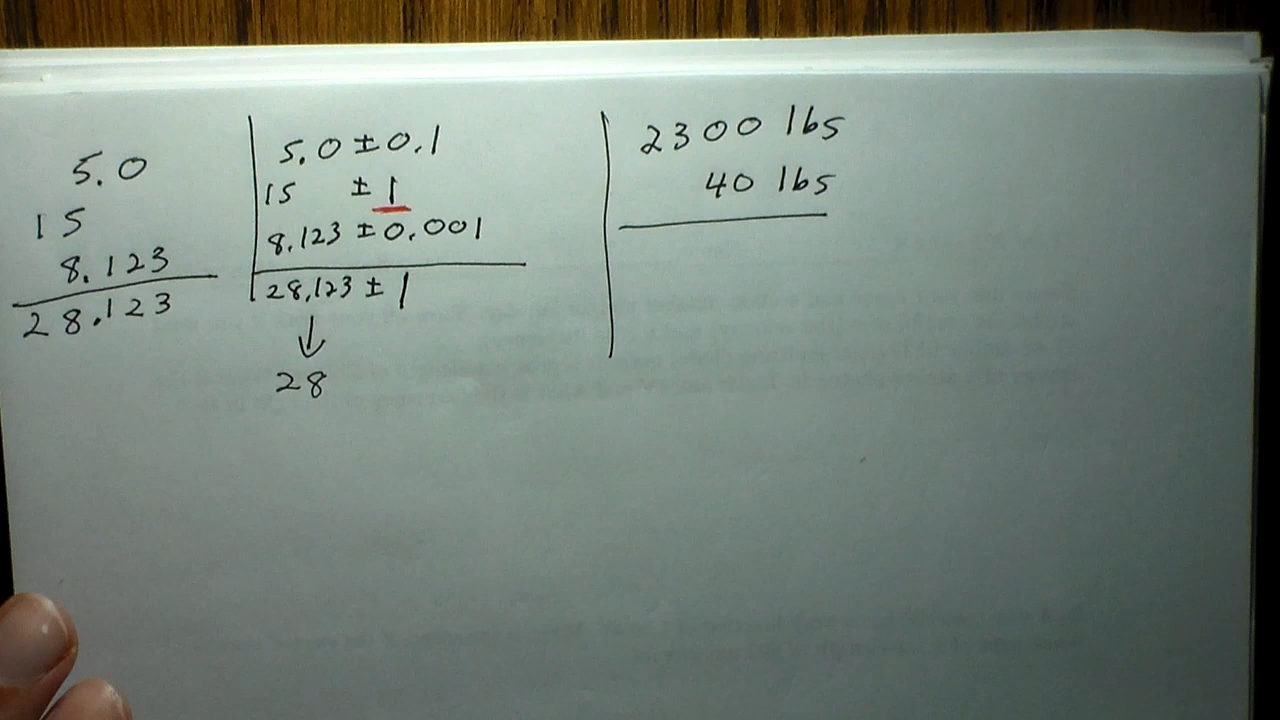 5.0
15
8.123
28.123
5.0 ± 0.1
15 ± 1
8.123 ± 0.001
28.123 ± 1
↓
28
2300 lbs
40 lbs